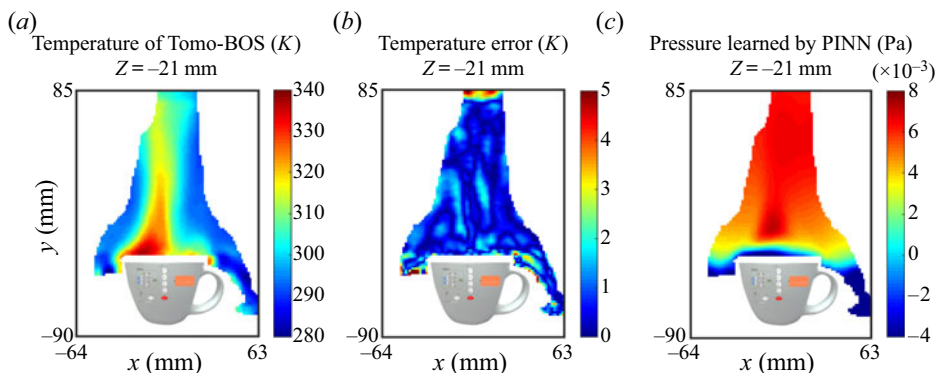 (a)
(b)
(c)
Temperature of Tomo-BOS (K)
Temperature error (K)
Pressure learned by PINN (Pa)
Z = –21 mm
Z = –21 mm
Z = –21 mm
(×10⁻³)
85
340
330
320
310
300
290
280
y (mm)
–90
–64
63
x (mm)
85
5
4
3
2
1
0
–90
–64
63
x (mm)
85
8
6
4
2
0
−2
−4
–90
–64
63
x (mm)